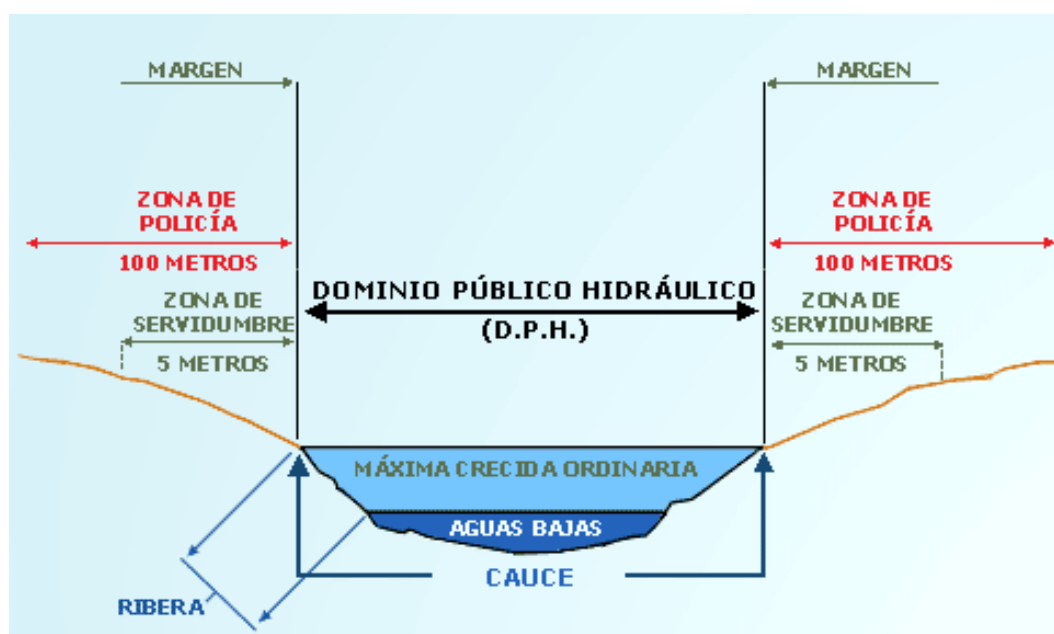 MARGEN
MARGEN
ZONA DE
POLICÍA
100 METROS
ZONA DE
POLICÍA
100 METROS
DOMINIO PÚBLICO HIDRÁULICO
(D.P.H.)
ZONA DE
SERVIDUMBRE
5 METROS
ZONA DE
SERVIDUMBRE
5 METROS
MÁXIMA CRECIDA ORDINARIA
AGUAS BAJAS
CAUCE
RIBERA